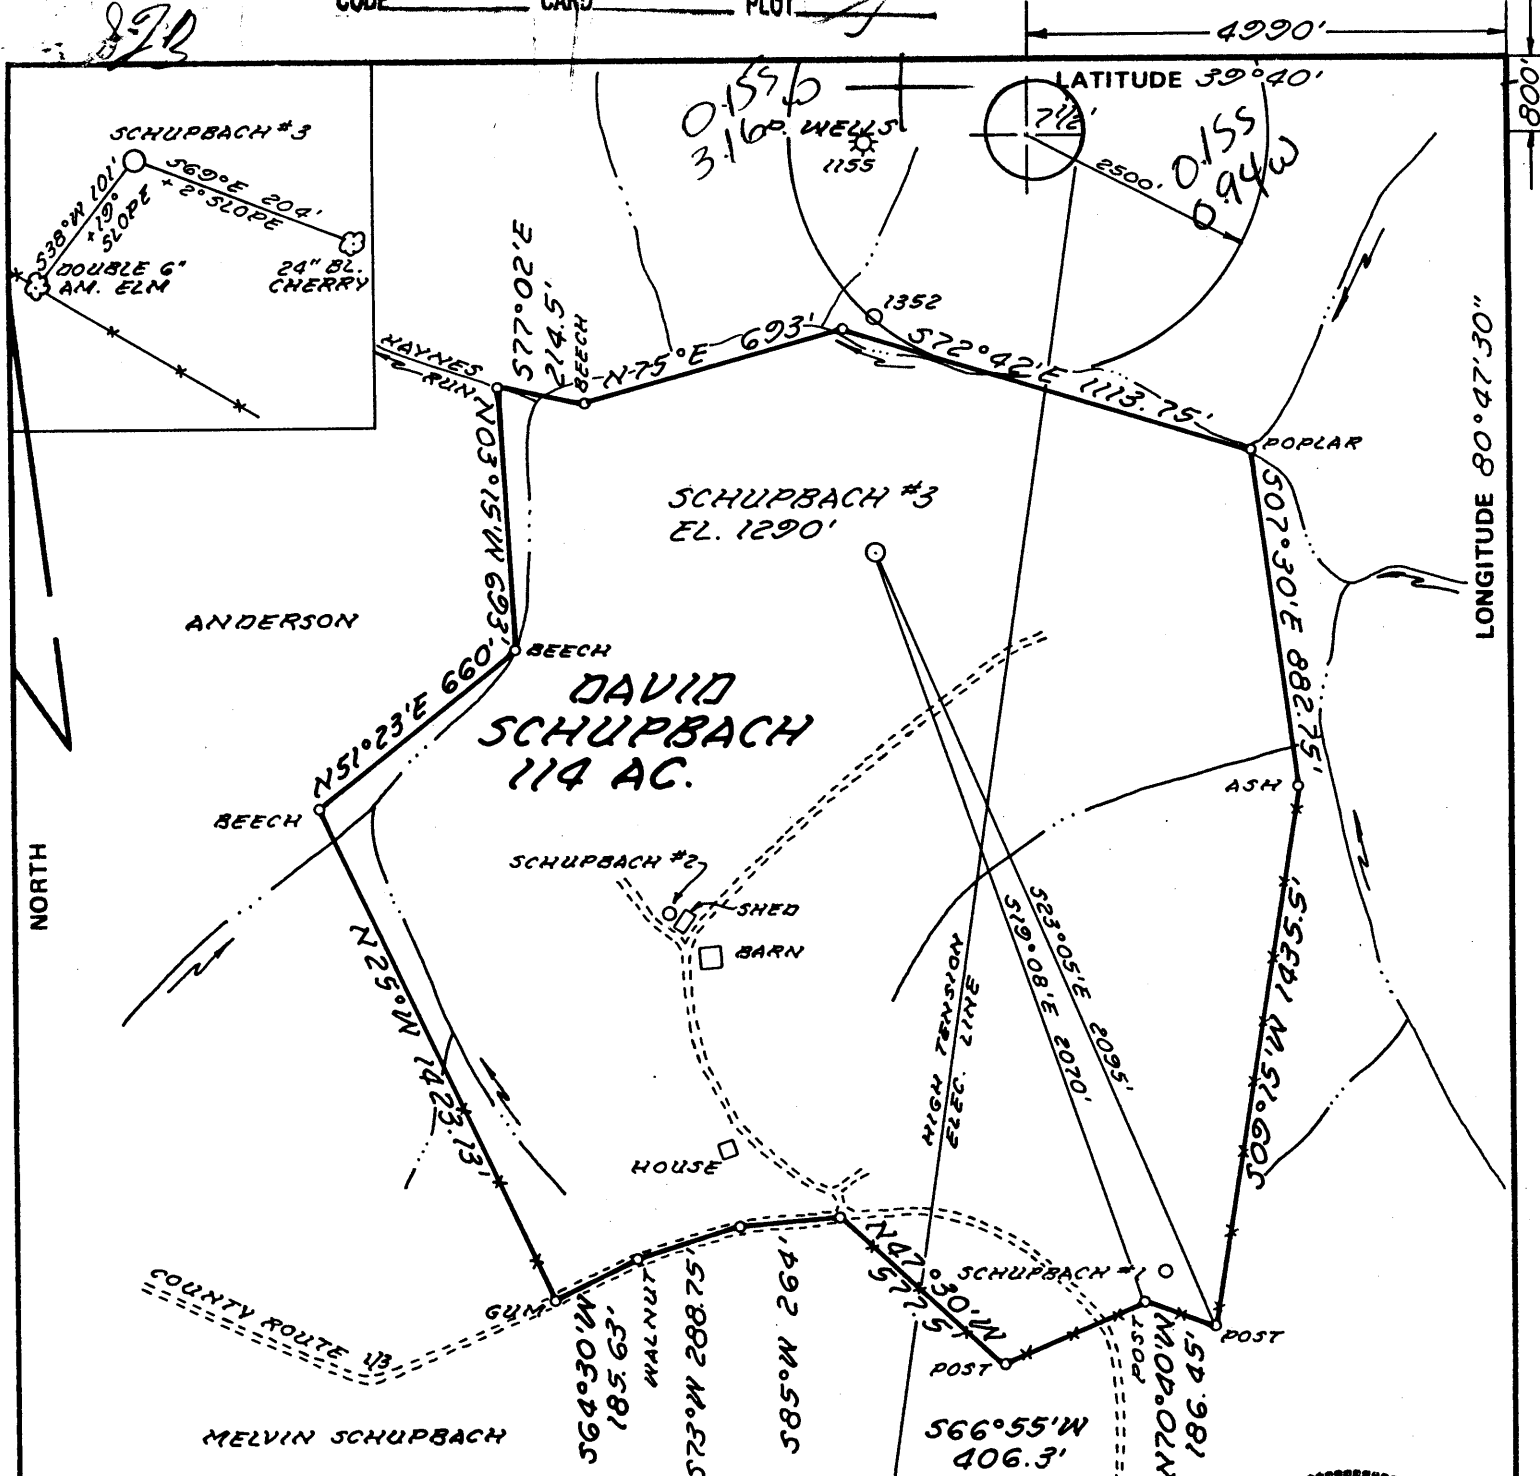 CODE CARD PLOT
4990'
800'
LATITUDE 39°40'
7 1/2'
0.155
3.16
0.155
0.94W
P. WELLS
1155
2500'
SCHUPBACH #3
S69°E 204'
+2° SLOPE
S38°W 101'
+19°
SLOPE
DOUBLE 6"
AM. ELM
24" BL.
CHERRY
S77°02'E
214.5'
BEECH
HAYNES
RUN
N75°E 693'
1352
S72°42'E 1113.75'
POPLAR
LONGITUDE 80°47'30"
N03°15'W 693'
SCHUPBACH #3
EL. 1290'
S07°30'E 882.75'
ANDERSON
BEECH
N51°23'E 660'
DAVID
SCHUPBACH
114 AC.
BEECH
ASH
NORTH
SCHUPBACH #2
SHED
BARN
N25°W 1423.13'
HIGH TENSION
ELEC. LINE
S19°08'E 2070'
S23°05'E 2095'
S09°15'W 1435.5'
HOUSE
COUNTY ROUTE 1/3
GUM
S64°30'W
185.63'
WALNUT
S73°W 288.75'
S85°W 264'
N47°30'W
577.5
SCHUPBACH #1
POST
POST
POST
N70°40'W
186.45'
S66°55'W
406.3'
MELVIN SCHUPBACH